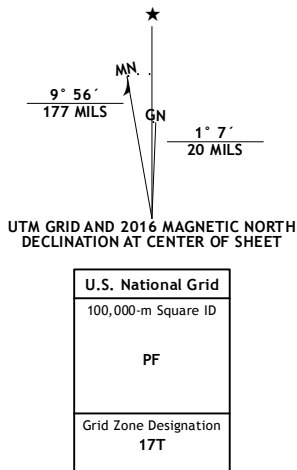 MN
9° 56´
177 MILS
GN
1° 7´
20 MILS
UTM GRID AND 2016 MAGNETIC NORTH
DECLINATION AT CENTER OF SHEET
U.S. National Grid
100,000-m Square ID
PF
Grid Zone Designation
17T